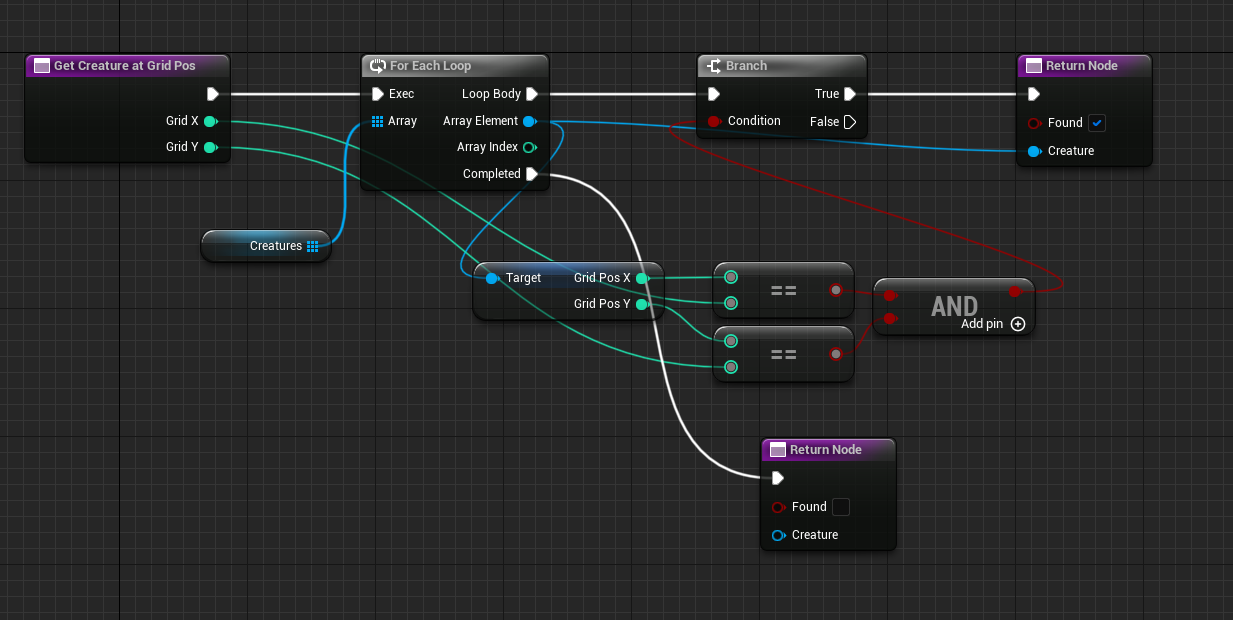 Get Creature at Grid Pos
Grid X
Grid Y
For Each Loop
Exec
Loop Body
Array
Array Element
Array Index
Completed
Branch
True
Condition
False
Return Node
Found
Creature
Creatures
Target
Grid Pos X
Grid Pos Y
==
==
AND
Add pin
Return Node
Found
Creature